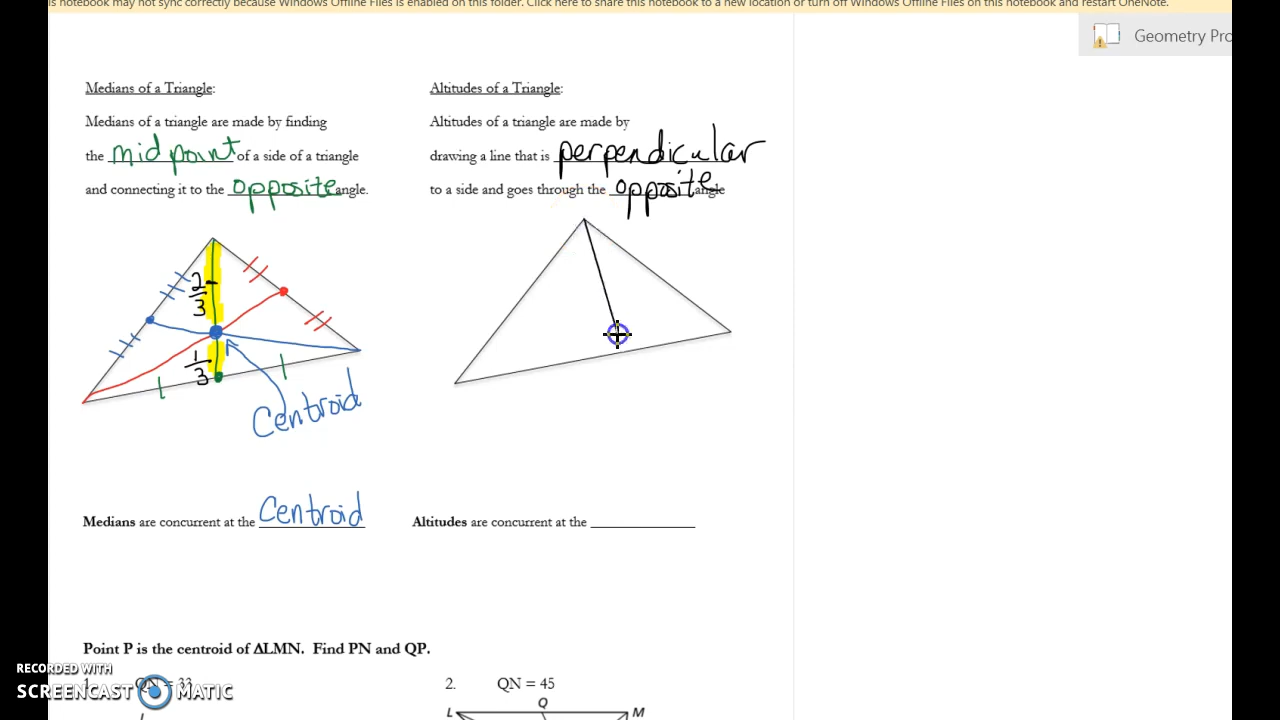 is notebook may not sync correctly because Windows Offline Files is enabled on this folder. Click here to share this notebook to a new location or turn off Windows Offline Files on this notebook and restart OneNote.
Geometry Pro
Medians of a Triangle:
Medians of a triangle are made by finding
the midpoint of a side of a triangle
and connecting it to the opposite angle.
2/3
1/3
Centroid
Medians are concurrent at the Centroid
Altitudes of a Triangle:
Altitudes of a triangle are made by
drawing a line that is perpendicular
to a side and goes through the opposite angle
Altitudes are concurrent at the
Point P is the centroid of ΔLMN. Find PN and QP.
1. QN = 33
2. QN = 45
L Q M
RECORDED WITH
SCREENCAST MATIC